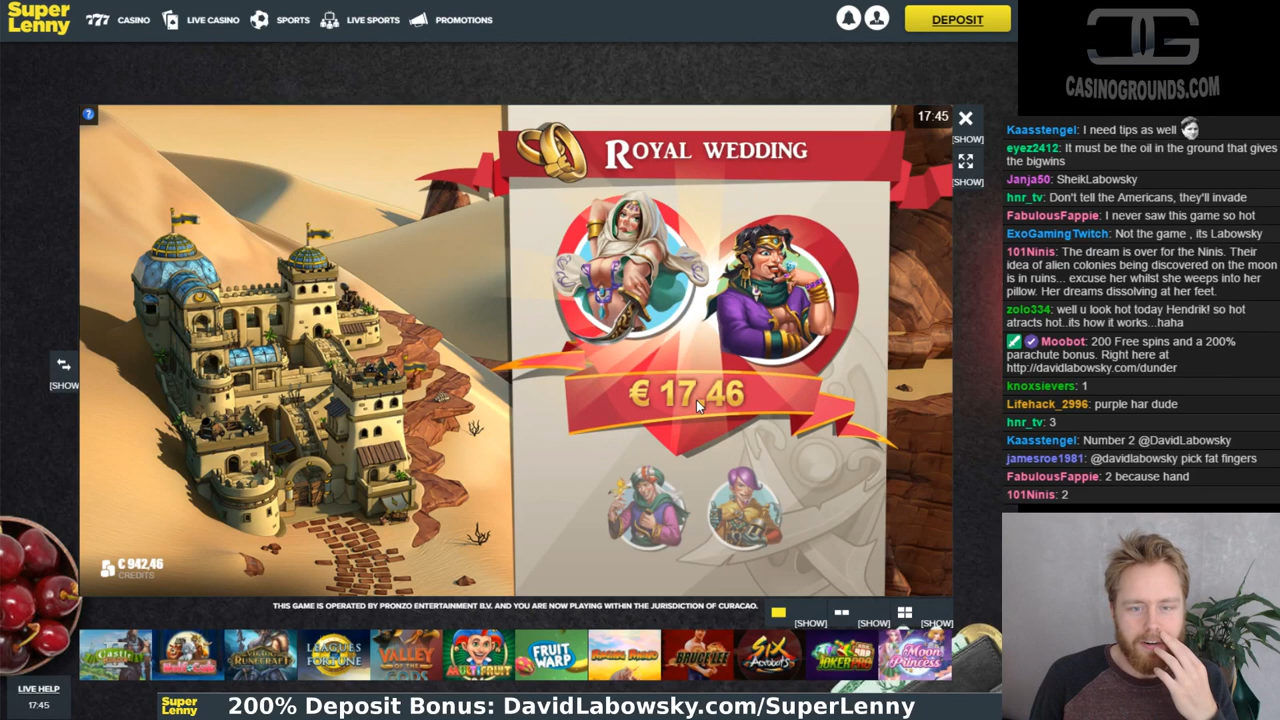 Super
Lenny
777 CASINO
LIVE CASINO
SPORTS
LIVE SPORTS
PROMOTIONS
DEPOSIT
CG
CASINOGROUNDS.COM
?
17:45
[SHOW]
[SHOW]
ROYAL WEDDING
€ 17,46
[SHOW
€ 942,46
CREDITS
Kaasstengel: I need tips as well
eyez2412: It must be the oil in the ground that gives
the bigwins
Janja50: SheikLabowsky
hnr_tv: Don't tell the Americans, they'll invade
FabulousFappie: I never saw this game so hot
ExoGamingTwitch: Not the game , its Labowsky
101Ninis: The dream is over for the Ninis. Their
idea of alien colonies being discovered on the moon
is in ruins... excuse her whilst she weeps into her
pillow. Her dreams dissolving at her feet.
zolo334: well u look hot today Hendrik! so hot
atracts hot..its how it works...haha
Moobot: 200 Free spins and a 200%
parachute bonus. Right here at
http://davidlabowsky.com/dunder
knoxsievers: 1
Lifehack_2996: purple har dude
hnr_tv: 3
Kaasstengel: Number 2 @DavidLabowsky
jamesroe1981: @davidlabowsky pick fat fingers
FabulousFappie: 2 because hand
101Ninis: 2
THIS GAME IS OPERATED BY PRONZO ENTERTAINMENT B.V. AND YOU ARE NOW PLAYING WITHIN THE JURISDICTION OF CURACAO.
[SHOW]
[SHOW]
[SHOW]
LEAGUES
OF
FORTUNE
VALLEY
OF THE
GODS
MULTIFRUIT
FRUIT
WARP
BRUCE LEE
SIX
Acrobats
JOKER PRO
Moon
Princess
LIVE HELP
17:45
Super
Lenny
200% Deposit Bonus: DavidLabowsky.com/SuperLenny